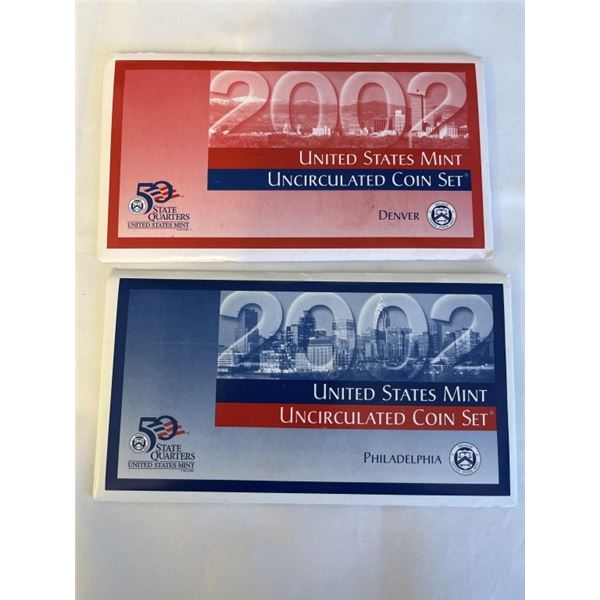 2002
UNITED STATES MINT
UNCIRCULATED COIN SET®
50
STATE
QUARTERS
UNITED STATES MINT
DENVER
2002
UNITED STATES MINT
UNCIRCULATED COIN SET®
50
STATE
QUARTERS
UNITED STATES MINT
PHILADELPHIA